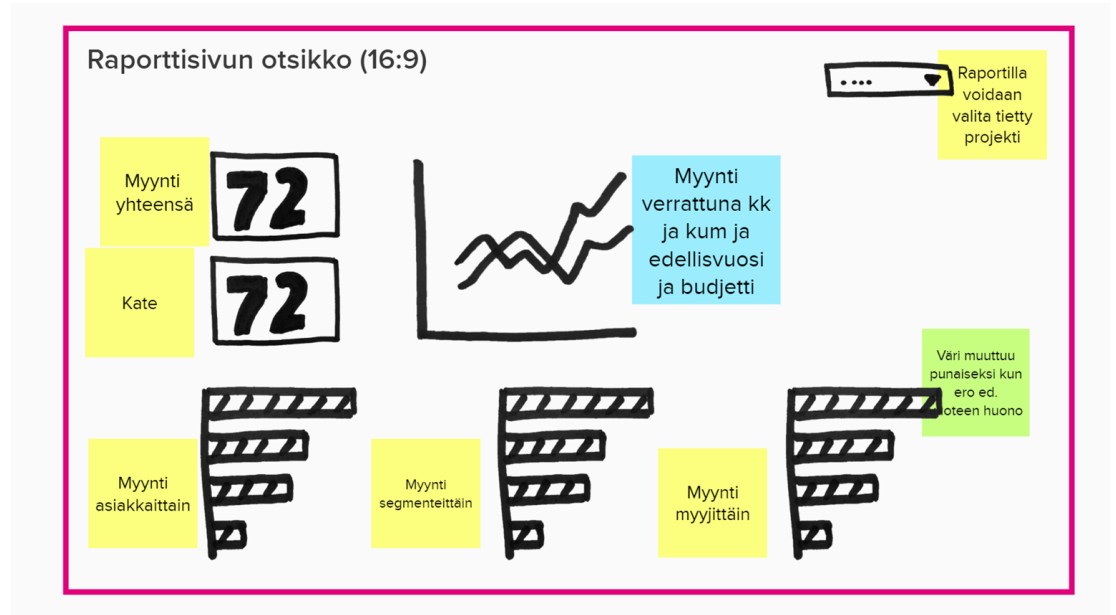 Raporttisivun otsikko (16:9)
....
Raportilla
voidaan
valita tietty
projekti
Myynti
yhteensä
72
Myynti
verrattuna kk
ja kum ja
edellisvuosi
ja budjetti
Kate
72
Väri muuttuu
punaiseksi kun
ero ed.
huono
Myynti
asiakkaittain
Myynti
segmenteittäin
Myynti
myyjittäin